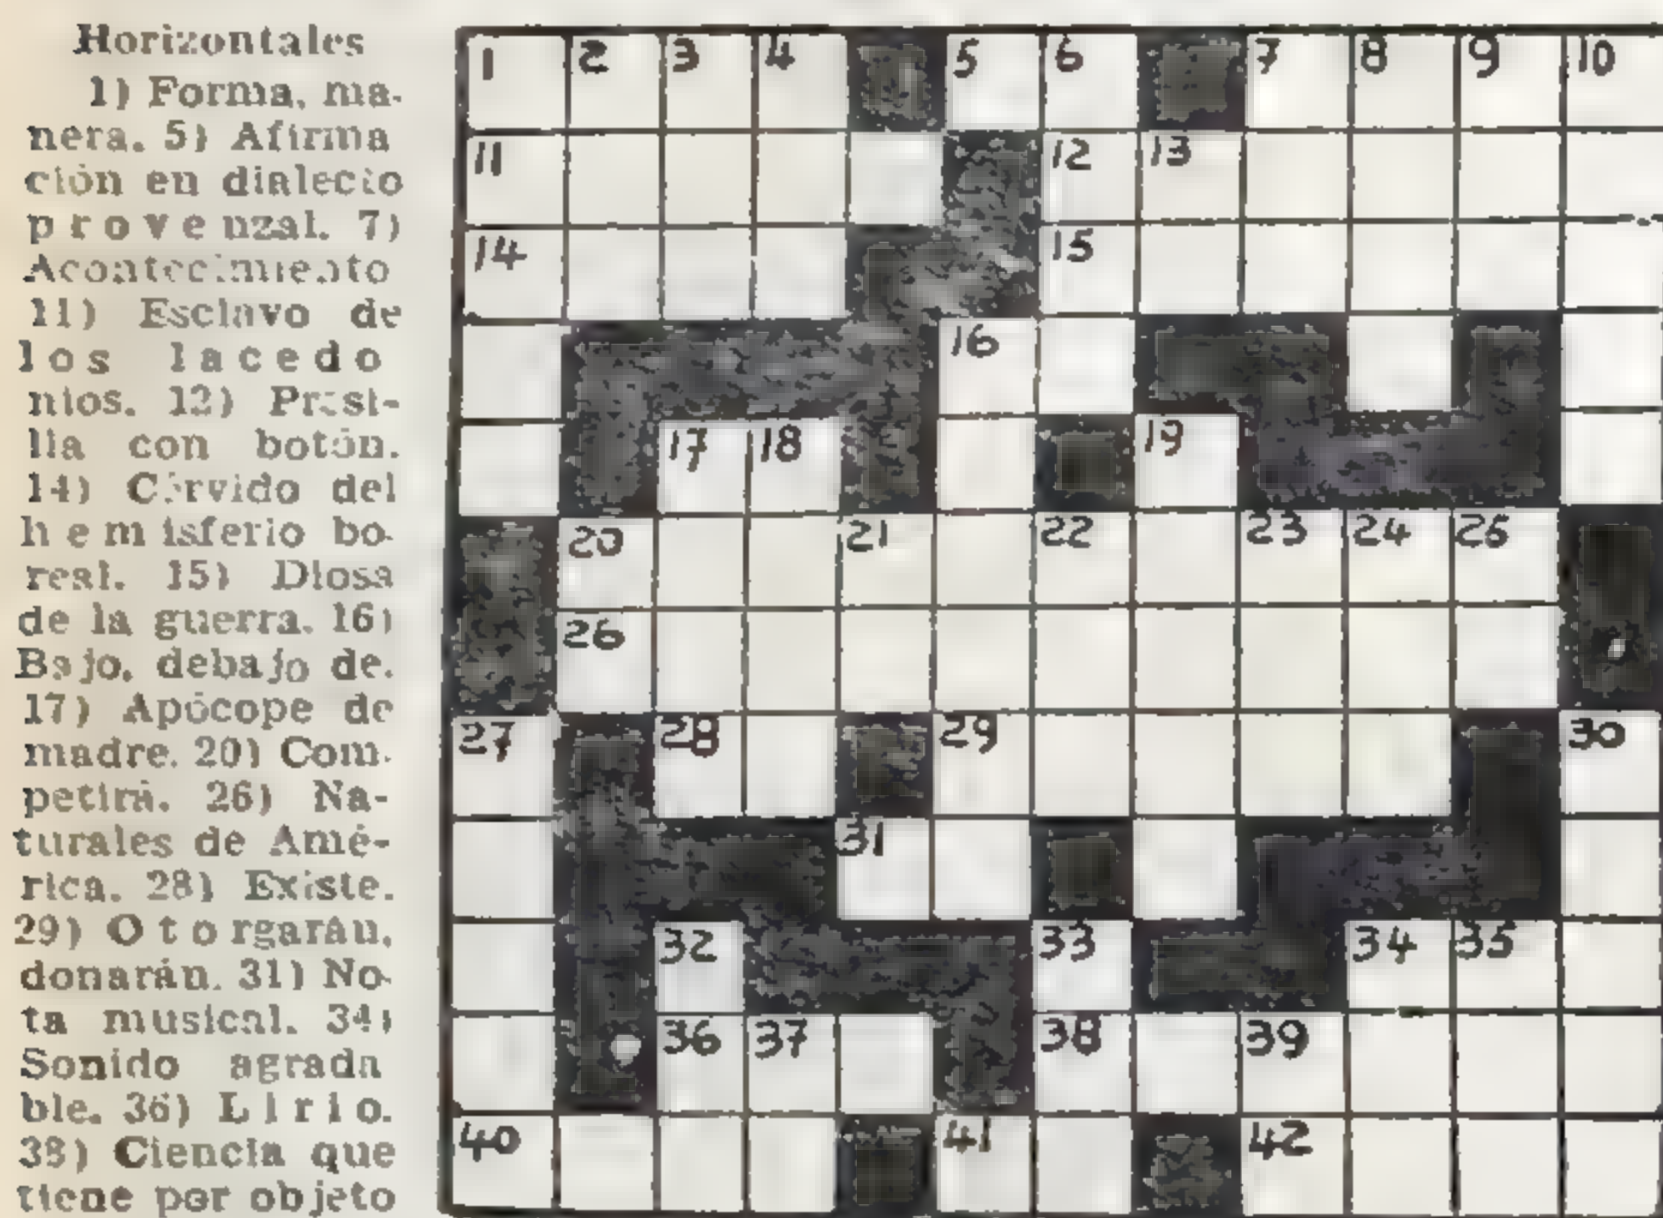 Horizontales
1) Forma, ma-
nera. 5) Afirma
ción en dialecto
provenzal. 7)
Acontecimiento
11) Esclavo de
los lacedo
nios. 12) Presi-
lla con botón.
14) Cérvido del
hemisferio bo-
real. 15) Diosa
de la guerra. 16)
Bajo, debajo de.
17) Apócope de
madre. 20) Com-
petirá. 26) Na-
turales de Amé-
rica. 28) Existe.
29) Otorgarán,
donarán. 31) No-
ta musical. 34)
Sonido agrada
ble. 36) Lirio.
38) Ciencia que
tiene por objeto
1 2 3 4 5 6 7 8 9 10
11 12 13
14 15
16
17 18 19
20 21 22 23 24 25
26
27 28 29 30
31
32 33 34 35
36 37 38 39
40 41 42